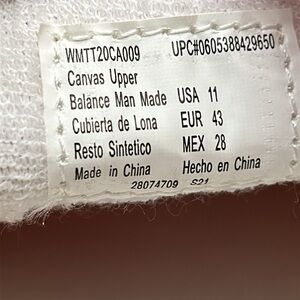 WMTT20CA009 UPC#0605388429650
Canvas Upper
Balance Man Made USA 11
Cubierta de Lona EUR 43
Resto Sintetico MEX 28
Made in China Hecho en China
28074709 S21